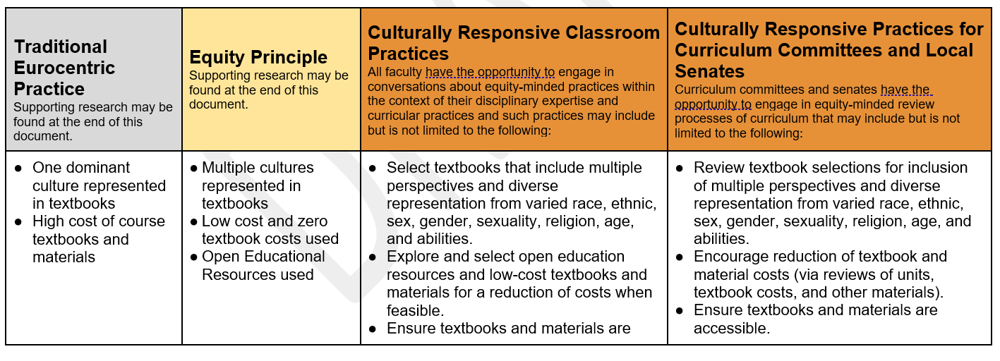 Traditional
Eurocentric
Practice
Supporting research may be
found at the end of this
document.
Equity Principle
Supporting research may be
found at the end of this
document.
Culturally Responsive Classroom
Practices
All faculty have the opportunity to engage in
conversations about equity-minded practices within
the context of their disciplinary expertise and
curricular practices and such practices may include
but is not limited to the following:
Culturally Responsive Practices for
Curriculum Committees and Local
Senates
Curriculum committees and senates have the
opportunity to engage in equity-minded review
processes of curriculum that may include but is not
limited to the following:
● One dominant
culture represented
in textbooks
● High cost of course
textbooks and
materials
● Multiple cultures
represented in
textbooks
● Low cost and zero
textbook costs used
● Open Educational
Resources used
● Select textbooks that include multiple
perspectives and diverse
representation from varied race, ethnic,
sex, gender, sexuality, religion, age,
and abilities.
● Explore and select open education
resources and low-cost textbooks and
materials for a reduction of costs when
feasible.
● Ensure textbooks and materials are
● Review textbook selections for inclusion
of multiple perspectives and diverse
representation from varied race, ethnic,
sex, gender, sexuality, religion, age, and
abilities.
● Encourage reduction of textbook and
material costs (via reviews of units,
textbook costs, and other materials).
● Ensure textbooks and materials are
accessible.